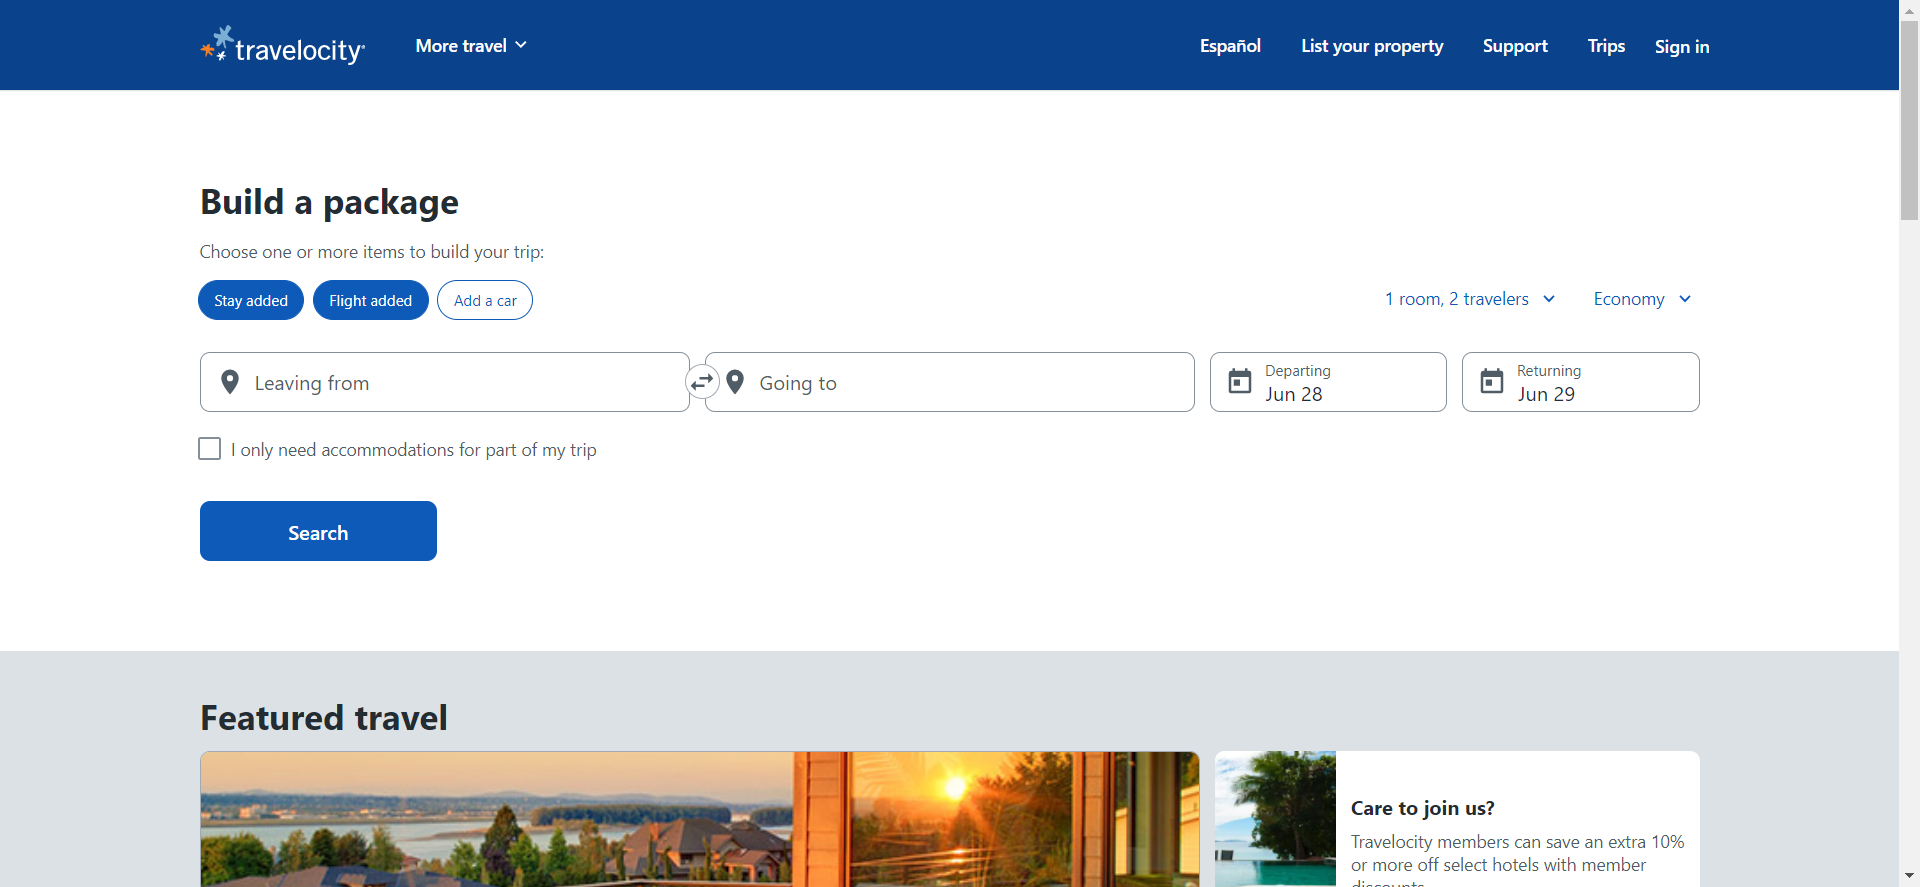 travelocity
More travel
Español
List your property
Support
Trips
Sign in
Build a package
Choose one or more items to build your trip:
Stay added
Flight added
Add a car
1 room, 2 travelers
Economy
Leaving from
Going to
Departing
Jun 28
Returning
Jun 29
I only need accommodations for part of my trip
Search
Featured travel
Care to join us?
Travelocity members can save an extra 10%
or more off select hotels with member
discounts